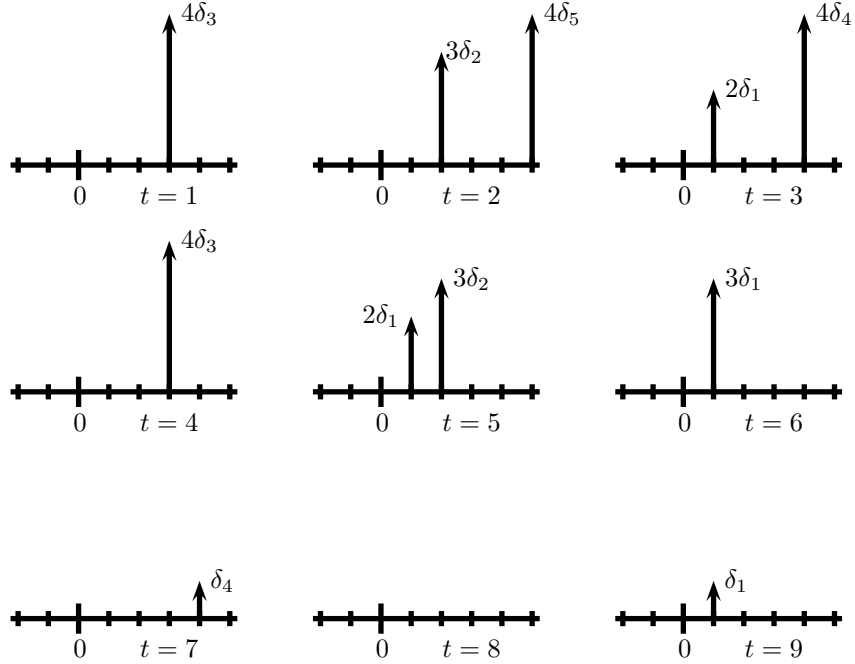 4δ₃
3δ₂
4δ₅
2δ₁
4δ₄
0 t = 1
0 t = 2
0 t = 3
4δ₃
2δ₁
3δ₂
3δ₁
0 t = 4
0 t = 5
0 t = 6
δ₄
δ₁
0 t = 7
0 t = 8
0 t = 9